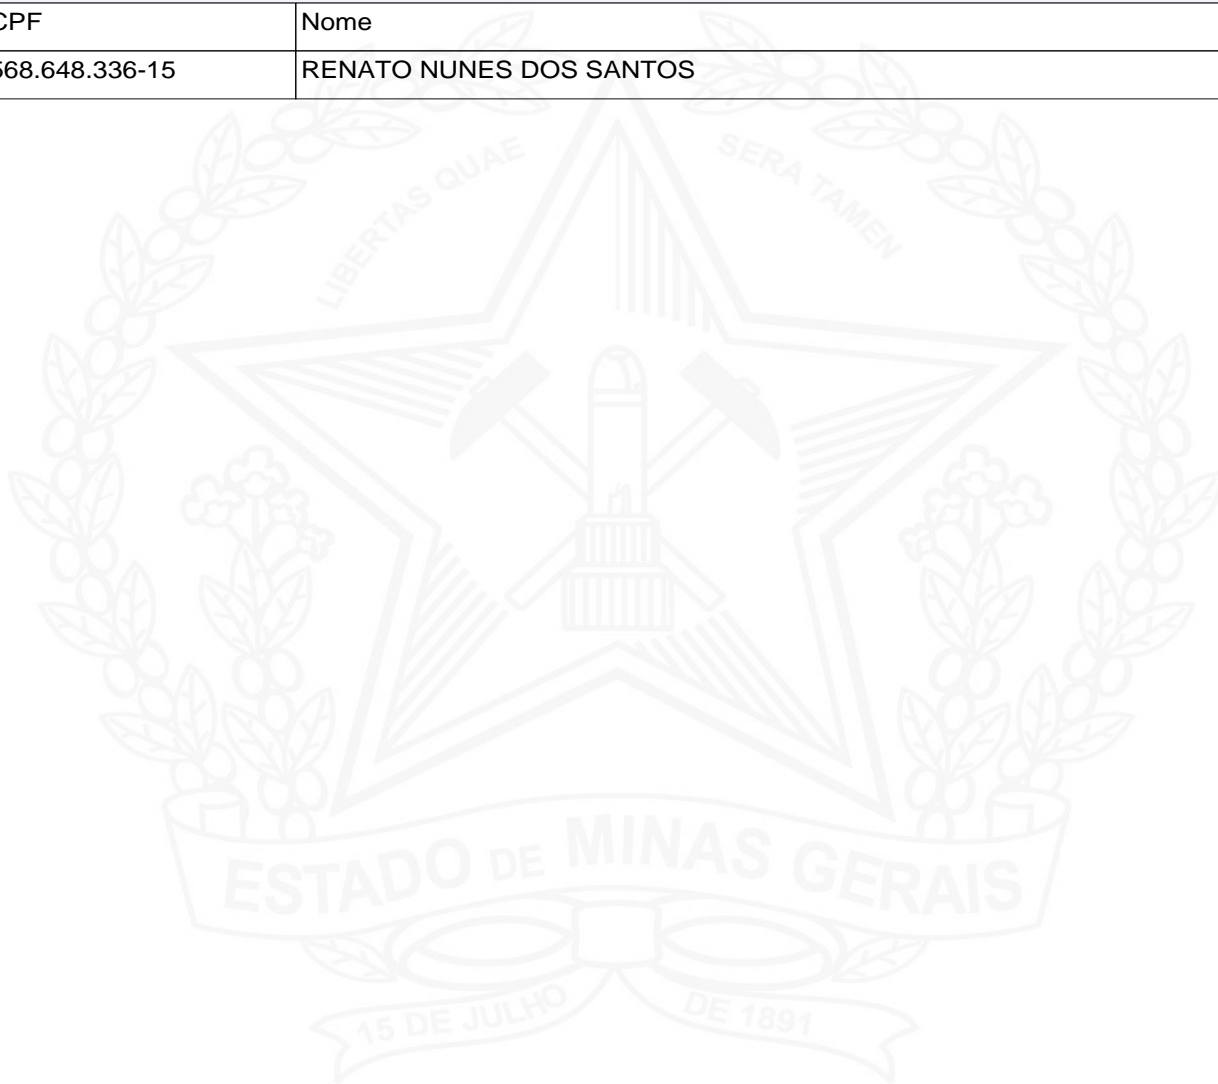 CPF Nome
568.648.336-15 RENATO NUNES DOS SANTOS
LIBERTAS QUAE SERA TAMEN
ESTADO DE MINAS GERAIS
15 DE JULHO DE 1891